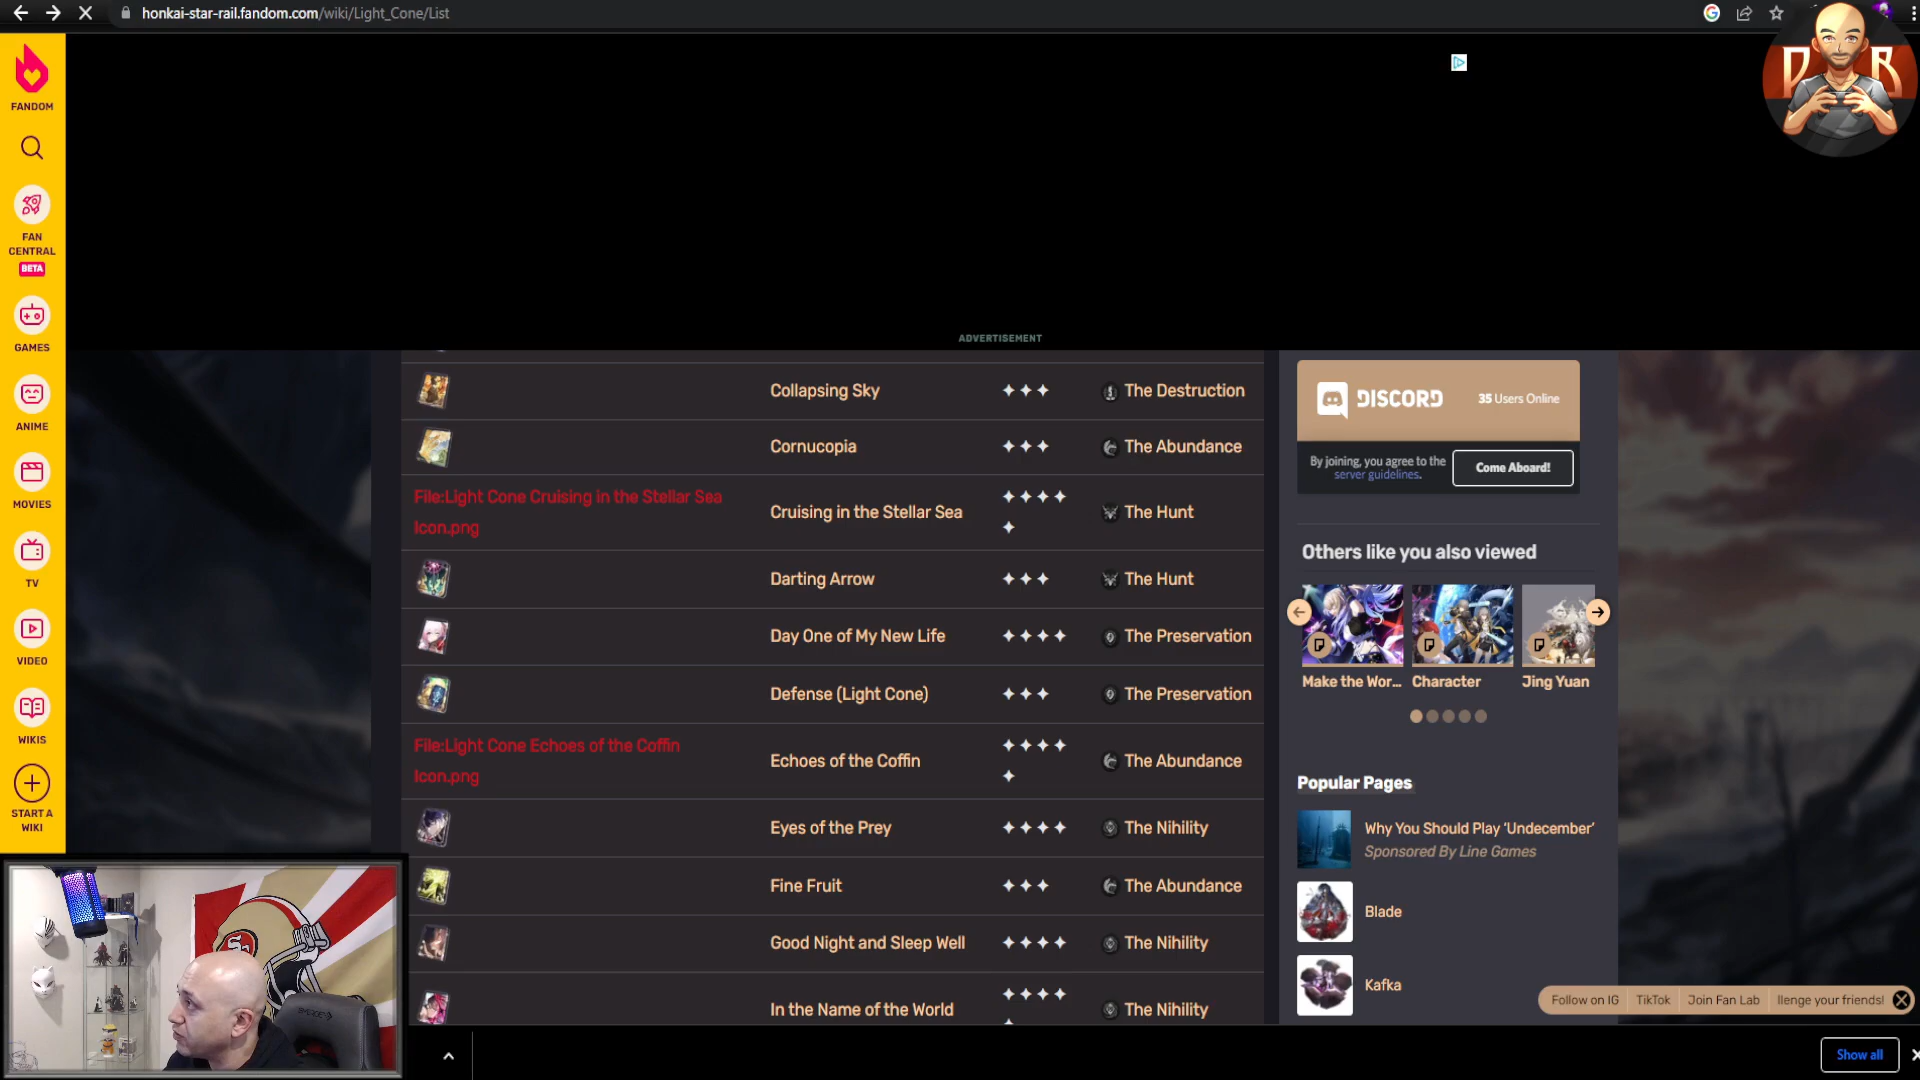 honkai-star-rail.fandom.com/wiki/Light_Cone/List
FANDOM
FAN
CENTRAL
BETA
GAMES
ANIME
MOVIES
TV
VIDEO
WIKIS
START A
WIKI
ADVERTISEMENT
Collapsing Sky The Destruction
Cornucopia The Abundance
File:Light Cone Cruising in the Stellar Sea
Icon.png
Cruising in the Stellar Sea The Hunt
Darting Arrow The Hunt
Day One of My New Life The Preservation
Defense (Light Cone) The Preservation
File:Light Cone Echoes of the Coffin
Icon.png
Echoes of the Coffin The Abundance
Eyes of the Prey The Nihility
Fine Fruit The Abundance
Good Night and Sleep Well The Nihility
In the Name of the World The Nihility
DISCORD 35 Users Online
By joining, you agree to the
server guidelines.
Come Aboard!
Others like you also viewed
Make the Wor... Character Jing Yuan
Popular Pages
Why You Should Play ‘Undecember’
Sponsored By Line Games
Blade
Kafka
Follow on IG TikTok Join Fan Lab llenge your friends!
Show all